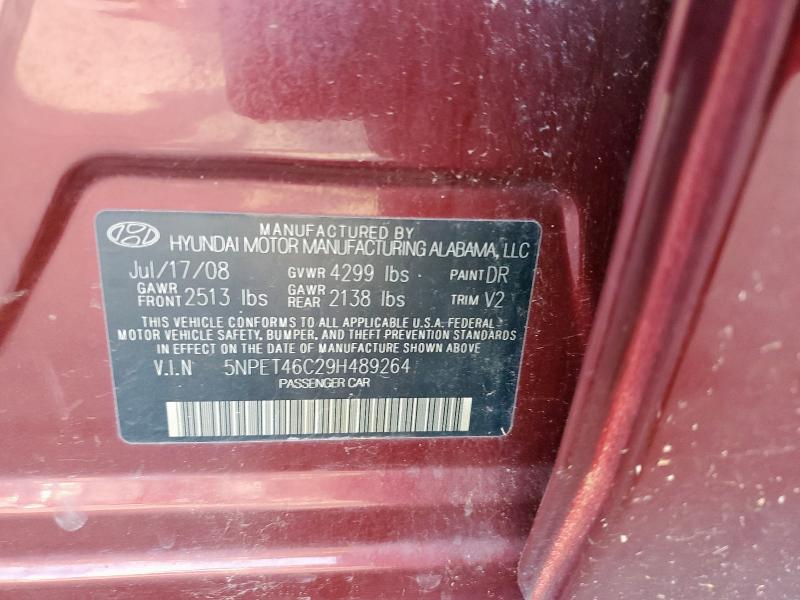 MANUFACTURED BY
HYUNDAI MOTOR MANUFACTURING ALABAMA, LLC
Jul/17/08 GVWR 4299 lbs PAINT DR
GAWR FRONT 2513 lbs GAWR REAR 2138 lbs TRIM V2
THIS VEHICLE CONFORMS TO ALL APPLICABLE U.S.A. FEDERAL
MOTOR VEHICLE SAFETY, BUMPER, AND THEFT PREVENTION STANDARDS
IN EFFECT ON THE DATE OF MANUFACTURE SHOWN ABOVE
V.I.N 5NPET46C29H489264
PASSENGER CAR